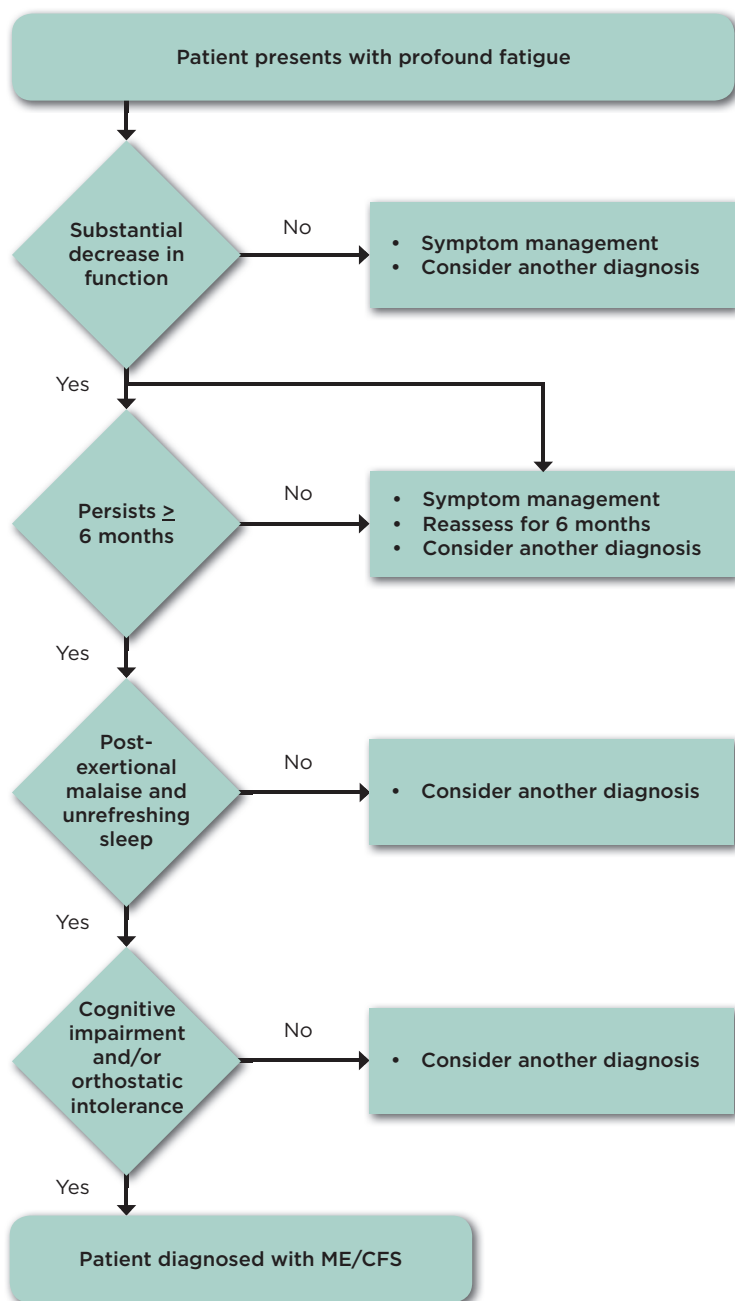 Patient presents with profound fatigue
Substantial
decrease in
function
No
• Symptom management
• Consider another diagnosis
Yes
Persists ≥
6 months
No
• Symptom management
• Reassess for 6 months
• Consider another diagnosis
Yes
Post-
exertional
malaise and
unrefreshing
sleep
No
• Consider another diagnosis
Yes
Cognitive
impairment
and/or
orthostatic
intolerance
No
• Consider another diagnosis
Yes
Patient diagnosed with ME/CFS